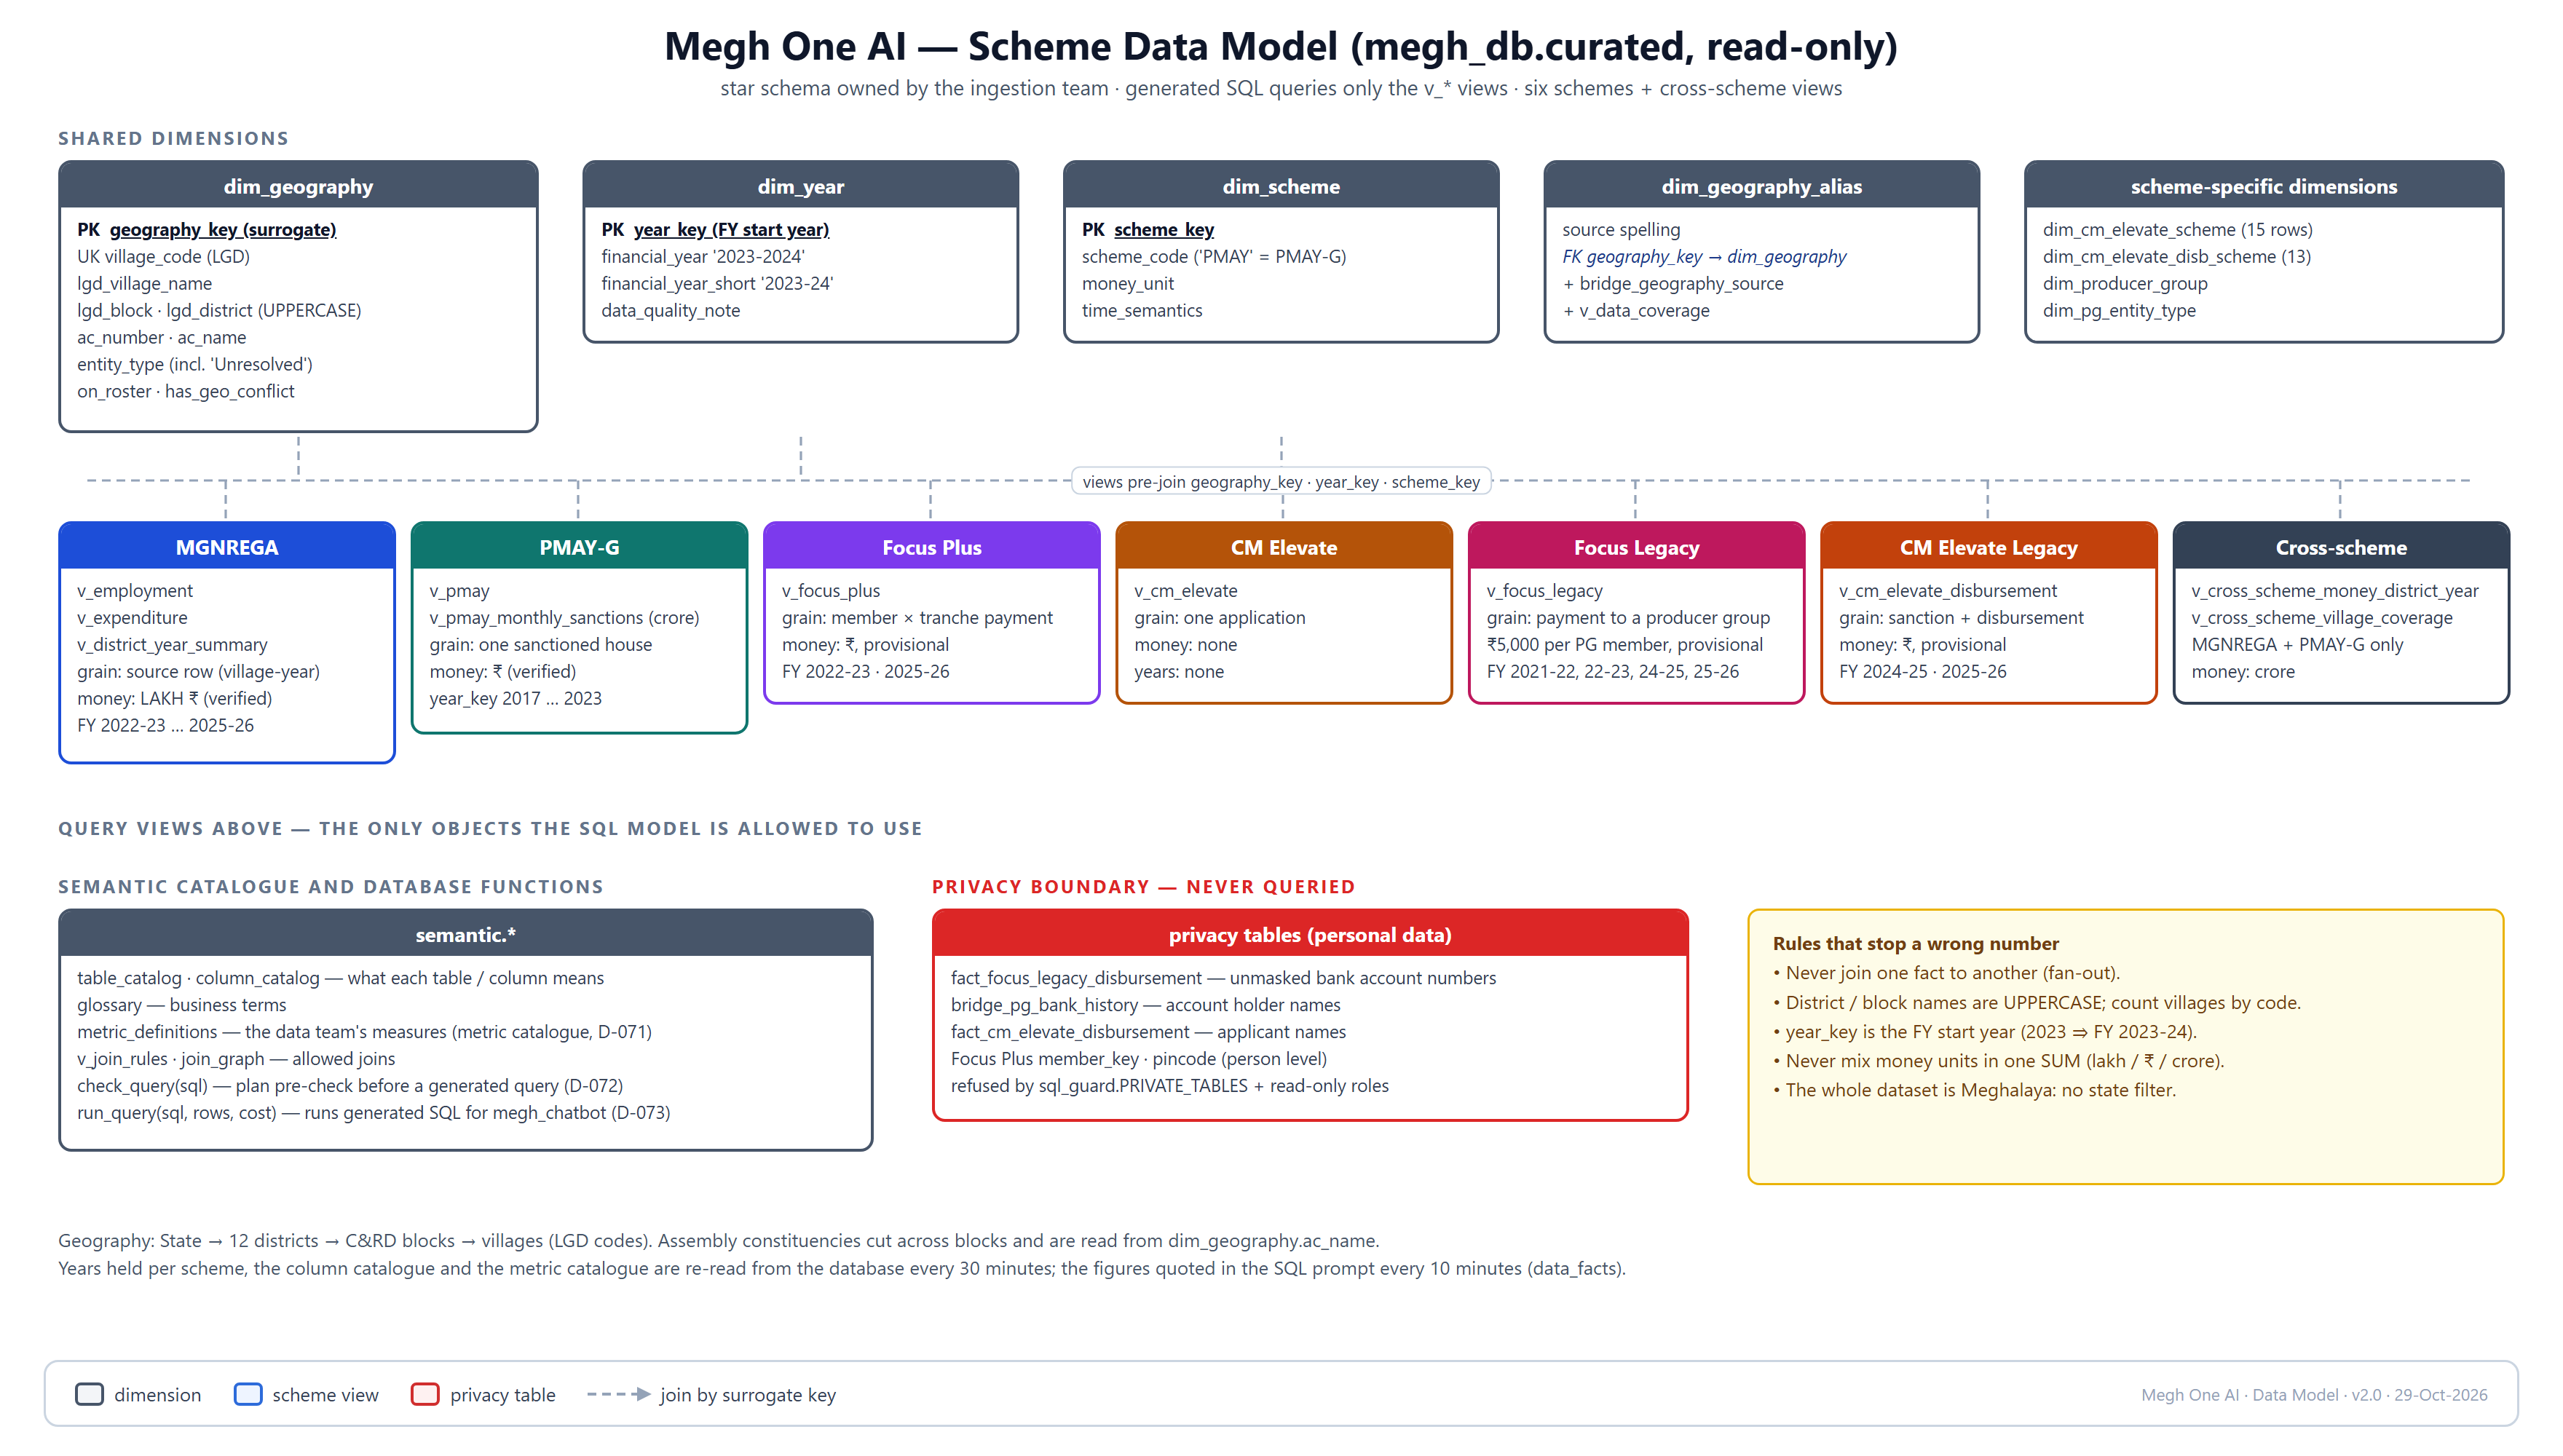 Megh One AI — Scheme Data Model (megh_db.curated, read-only)
star schema owned by the ingestion team · generated SQL queries only the v_* views · six schemes + cross-scheme views
SHARED DIMENSIONS
dim_geography
PK geography_key (surrogate)
UK village_code (LGD)
lgd_village_name
lgd_block · lgd_district (UPPERCASE)
ac_number · ac_name
entity_type (incl. 'Unresolved')
on_roster · has_geo_conflict
dim_year
PK year_key (FY start year)
financial_year '2023-2024'
financial_year_short '2023-24'
data_quality_note
dim_scheme
PK scheme_key
scheme_code ('PMAY' = PMAY-G)
money_unit
time_semantics
dim_geography_alias
source spelling
FK geography_key → dim_geography
+ bridge_geography_source
+ v_data_coverage
scheme-specific dimensions
dim_cm_elevate_scheme (15 rows)
dim_cm_elevate_disb_scheme (13)
dim_producer_group
dim_pg_entity_type
views pre-join geography_key · year_key · scheme_key
MGNREGA
v_employment
v_expenditure
v_district_year_summary
grain: source row (village-year)
money: LAKH ₹ (verified)
FY 2022-23 … 2025-26
PMAY-G
v_pmay
v_pmay_monthly_sanctions (crore)
grain: one sanctioned house
money: ₹ (verified)
year_key 2017 … 2023
Focus Plus
v_focus_plus
grain: member × tranche payment
money: ₹, provisional
FY 2022-23 · 2025-26
CM Elevate
v_cm_elevate
grain: one application
money: none
years: none
Focus Legacy
v_focus_legacy
grain: payment to a producer group
₹5,000 per PG member, provisional
FY 2021-22, 22-23, 24-25, 25-26
CM Elevate Legacy
v_cm_elevate_disbursement
grain: sanction + disbursement
money: ₹, provisional
FY 2024-25 · 2025-26
Cross-scheme
v_cross_scheme_money_district_year
v_cross_scheme_village_coverage
MGNREGA + PMAY-G only
money: crore
QUERY VIEWS ABOVE — THE ONLY OBJECTS THE SQL MODEL IS ALLOWED TO USE
SEMANTIC CATALOGUE AND DATABASE FUNCTIONS
semantic.*
table_catalog · column_catalog — what each table / column means
glossary — business terms
metric_definitions — the data team's measures (metric catalogue, D-071)
v_join_rules · join_graph — allowed joins
check_query(sql) — plan pre-check before a generated query (D-072)
run_query(sql, rows, cost) — runs generated SQL for megh_chatbot (D-073)
PRIVACY BOUNDARY — NEVER QUERIED
privacy tables (personal data)
fact_focus_legacy_disbursement — unmasked bank account numbers
bridge_pg_bank_history — account holder names
fact_cm_elevate_disbursement — applicant names
Focus Plus member_key · pincode (person level)
refused by sql_guard.PRIVATE_TABLES + read-only roles
Rules that stop a wrong number
• Never join one fact to another (fan-out).
• District / block names are UPPERCASE; count villages by code.
• year_key is the FY start year (2023 ⇒ FY 2023-24).
• Never mix money units in one SUM (lakh / ₹ / crore).
• The whole dataset is Meghalaya: no state filter.
Geography: State → 12 districts → C&RD blocks → villages (LGD codes). Assembly constituencies cut across blocks and are read from dim_geography.ac_name.
Years held per scheme, the column catalogue and the metric catalogue are re-read from the database every 30 minutes; the figures quoted in the SQL prompt every 10 minutes (data_facts).
dimension
scheme view
privacy table
join by surrogate key
Megh One AI · Data Model · v2.0 · 29-Oct-2026